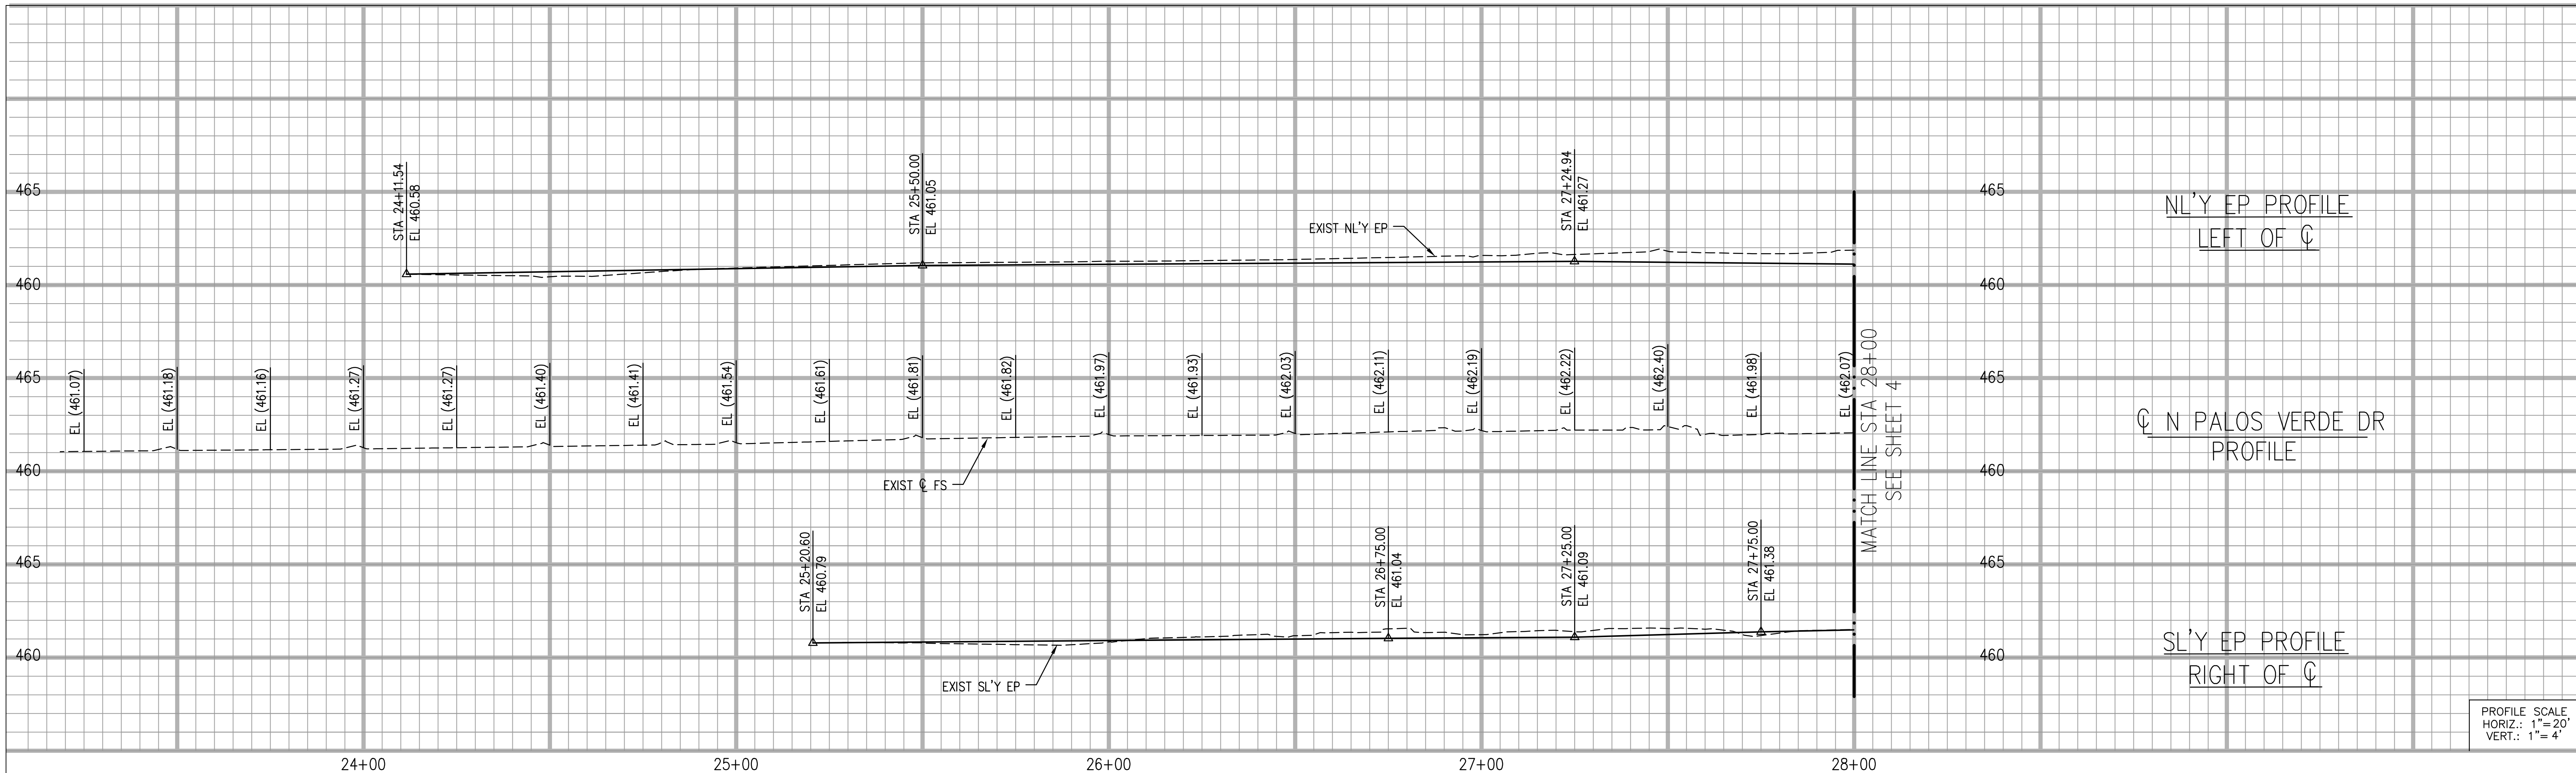 STA 24+11.54
EL 460.58
STA 25+50.00
EL 461.05
STA 27+24.94
EL 461.27
465
465
EXIST NL'Y EP
NL'Y EP PROFILE
LEFT OF ℄
460
460
EL (461.07)
EL (461.18)
EL (461.16)
EL (461.27)
EL (461.27)
EL (461.40)
EL (461.41)
EL (461.54)
EL (461.61)
EL (461.81)
EL (461.82)
EL (461.97)
EL (461.93)
EL (462.03)
EL (462.11)
EL (462.19)
EL (462.22)
EL (462.40)
EL (461.98)
EL (462.07)
465
465
MATCH LINE STA 28+00
SEE SHEET 4
℄ N PALOS VERDE DR
PROFILE
460
460
EXIST ℄ FS
STA 25+20.60
EL 460.79
STA 26+75.00
EL 461.04
STA 27+25.00
EL 461.09
STA 27+75.00
EL 461.38
465
465
460
460
SL'Y EP PROFILE
RIGHT OF ℄
EXIST SL'Y EP
PROFILE SCALE
HORIZ.: 1"=20'
VERT.: 1"= 4'
24+00
25+00
26+00
27+00
28+00